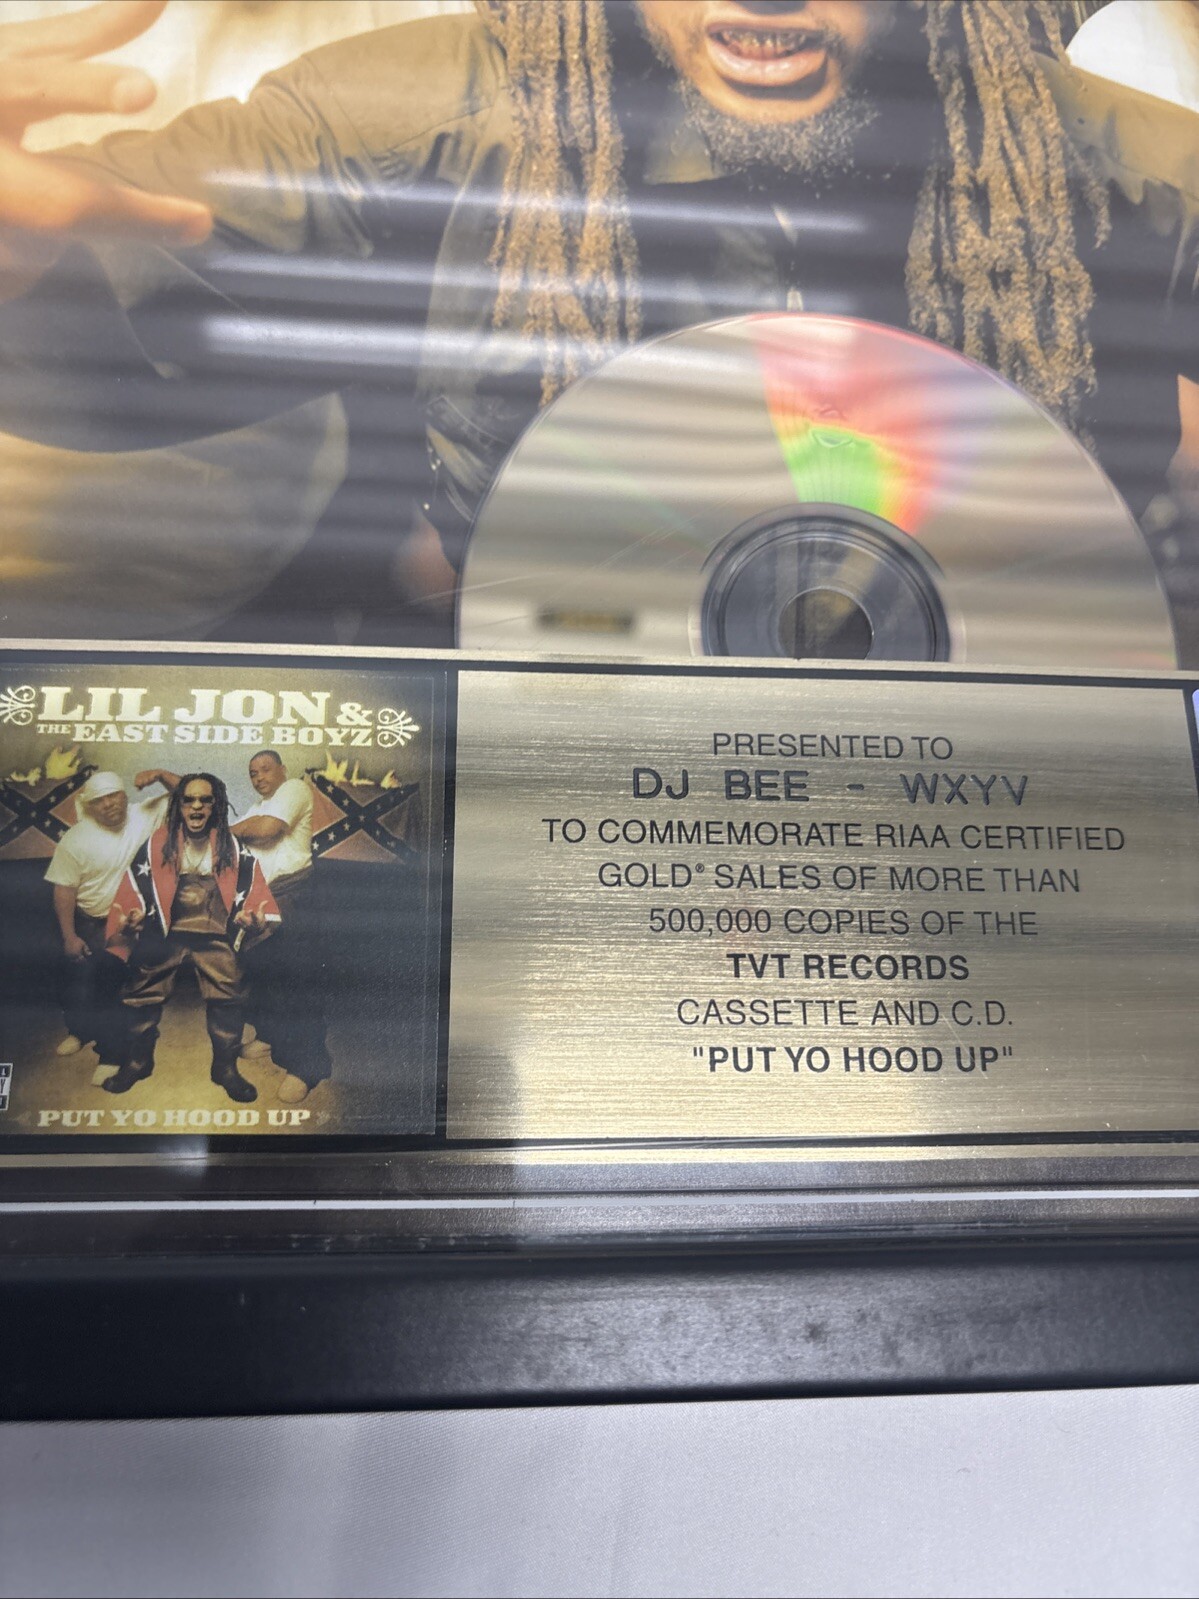 LIL JON &
THE EAST SIDE BOYZ
PUT YO HOOD UP
PRESENTED TO
DJ BEE - WXYV
TO COMMEMORATE RIAA CERTIFIED
GOLD® SALES OF MORE THAN
500,000 COPIES OF THE
TVT RECORDS
CASSETTE AND C.D.
"PUT YO HOOD UP"